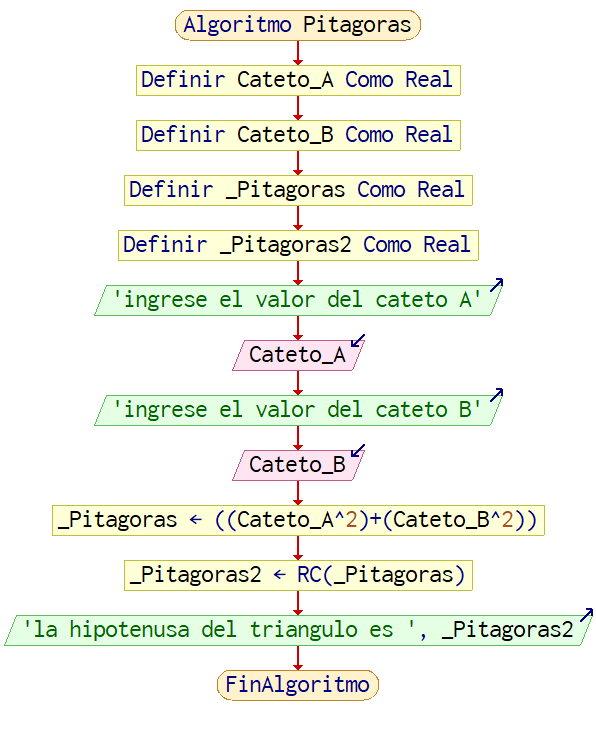 Algoritmo Pitagoras
Definir Cateto_A Como Real
Definir Cateto_B Como Real
Definir _Pitagoras Como Real
Definir _Pitagoras2 Como Real
'ingrese el valor del cateto A'
Cateto_A
'ingrese el valor del cateto B'
Cateto_B
_Pitagoras ← ((Cateto_A^2)+(Cateto_B^2))
_Pitagoras2 ← RC(_Pitagoras)
'la hipotenusa del triangulo es ', _Pitagoras2
FinAlgoritmo